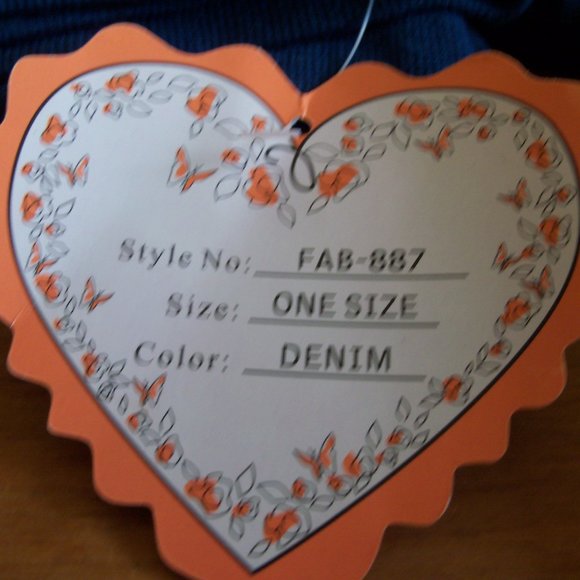 Style No: FAB-887
Size: ONE SIZE
Color: DENIM